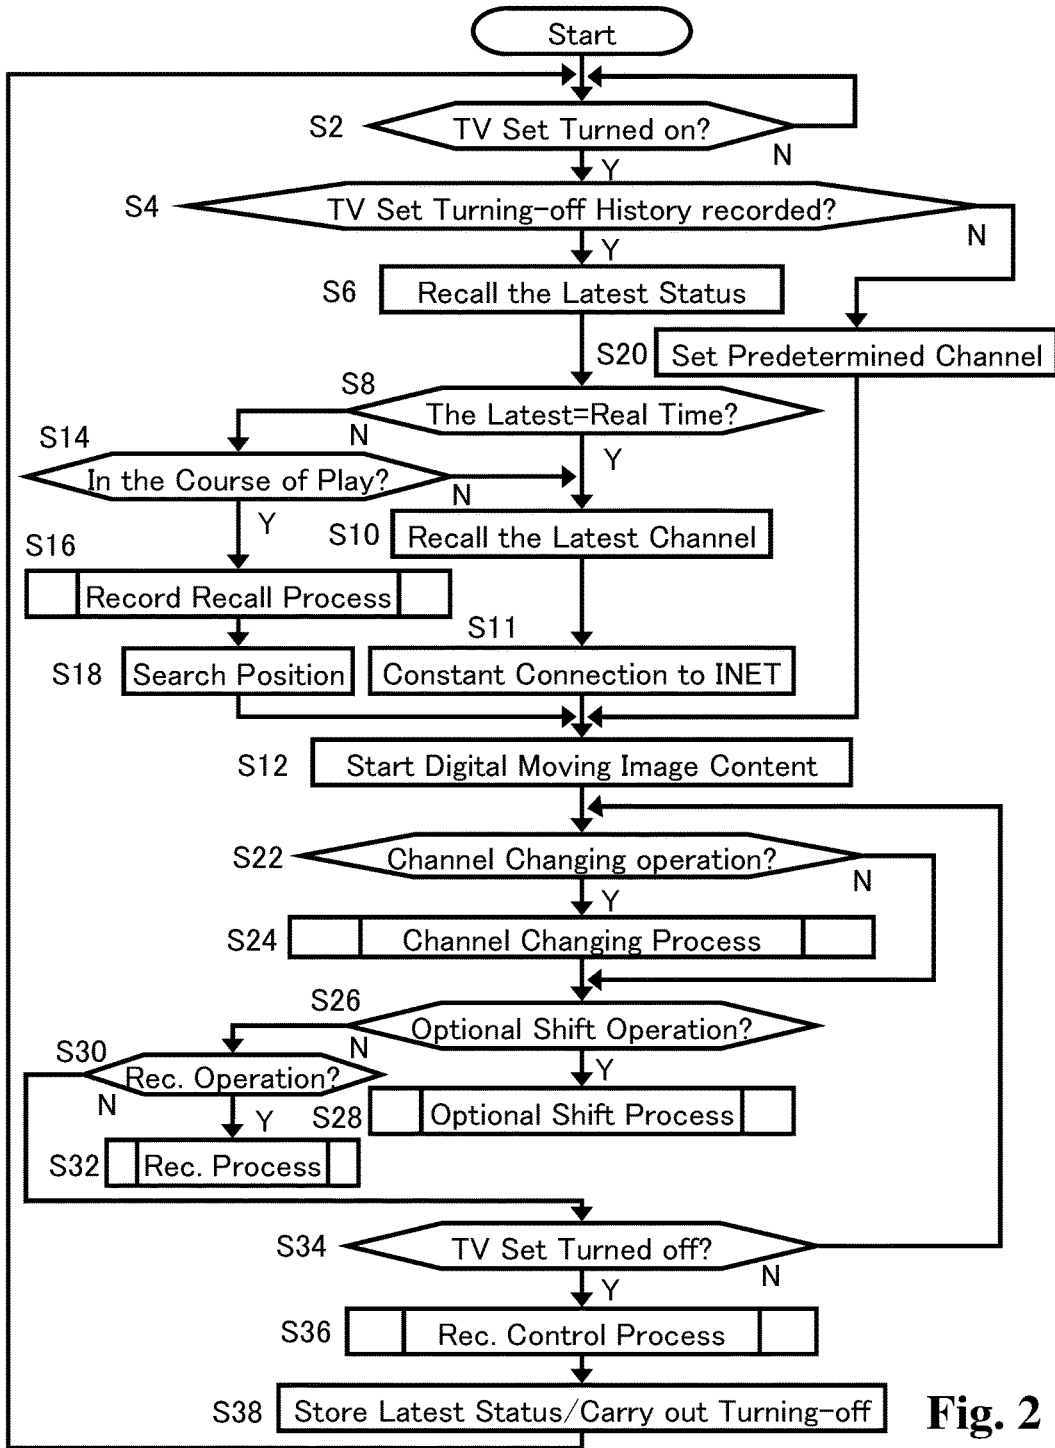 Start
S2
TV Set Turned on?
N
Y
S4
TV Set Turning-off History recorded?
N
Y
S6
Recall the Latest Status
S20
Set Predetermined Channel
S8
The Latest=Real Time?
N
Y
S14
In the Course of Play?
N
Y
S10
Recall the Latest Channel
S16
Record Recall Process
S11
Constant Connection to INET
S18
Search Position
S12
Start Digital Moving Image Content
S22
Channel Changing operation?
N
Y
S24
Channel Changing Process
S26
Optional Shift Operation?
N
Y
S30
Rec. Operation?
N
Y
S28
Optional Shift Process
S32
Rec. Process
S34
TV Set Turned off?
N
Y
S36
Rec. Control Process
S38
Store Latest Status/Carry out Turning-off
Fig. 2